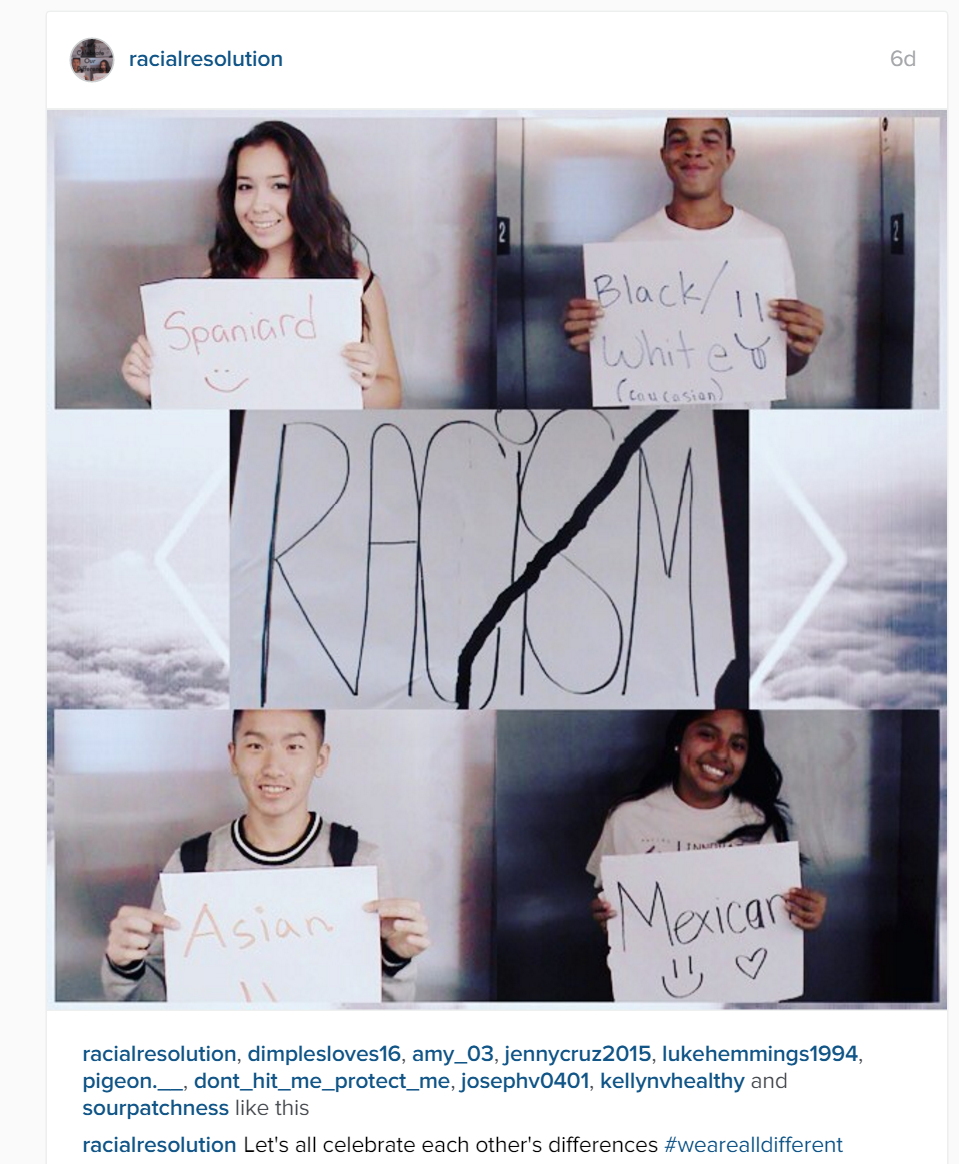 racialresolution
6d
Spaniard
2
Black/
White
(caucasian)
2
RACiSM
Asian
Mexican
racialresolution, dimplesloves16, amy_03, jennycruz2015, lukehemmings1994,
pigeon.__, dont_hit_me_protect_me, josephv0401, kellynvhealthy and
sourpatchness like this
racialresolution Let's all celebrate each other's differences #wearealldifferent